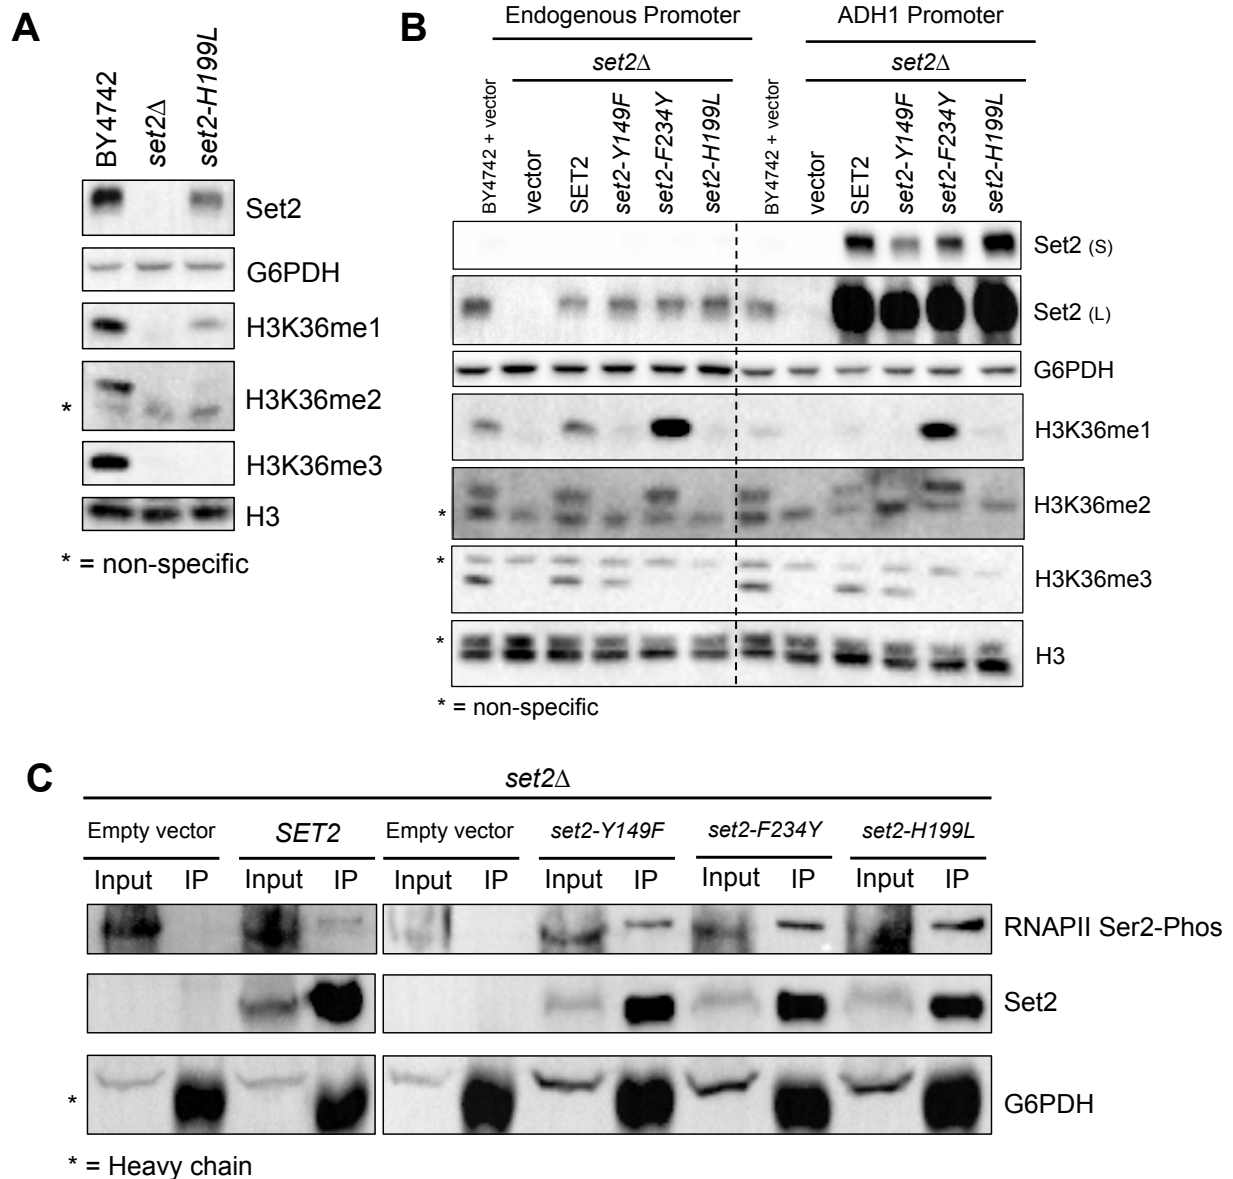 A
BY4742
set2Δ
set2-H199L
Set2
G6PDH
H3K36me1
*
H3K36me2
H3K36me3
H3
* = non-specific
B
Endogenous Promoter
ADH1 Promoter
set2Δ
set2Δ
BY4742 + vector
vector
SET2
set2-Y149F
set2-F234Y
set2-H199L
BY4742 + vector
vector
SET2
set2-Y149F
set2-F234Y
set2-H199L
Set2 (S)
Set2 (L)
G6PDH
H3K36me1
*
H3K36me2
*
H3K36me3
*
H3
* = non-specific
C
set2Δ
Empty vector SET2 Empty vector set2-Y149F set2-F234Y set2-H199L
Input IP Input IP Input IP Input IP Input IP Input IP
RNAPII Ser2-Phos
Set2
*
G6PDH
* = Heavy chain